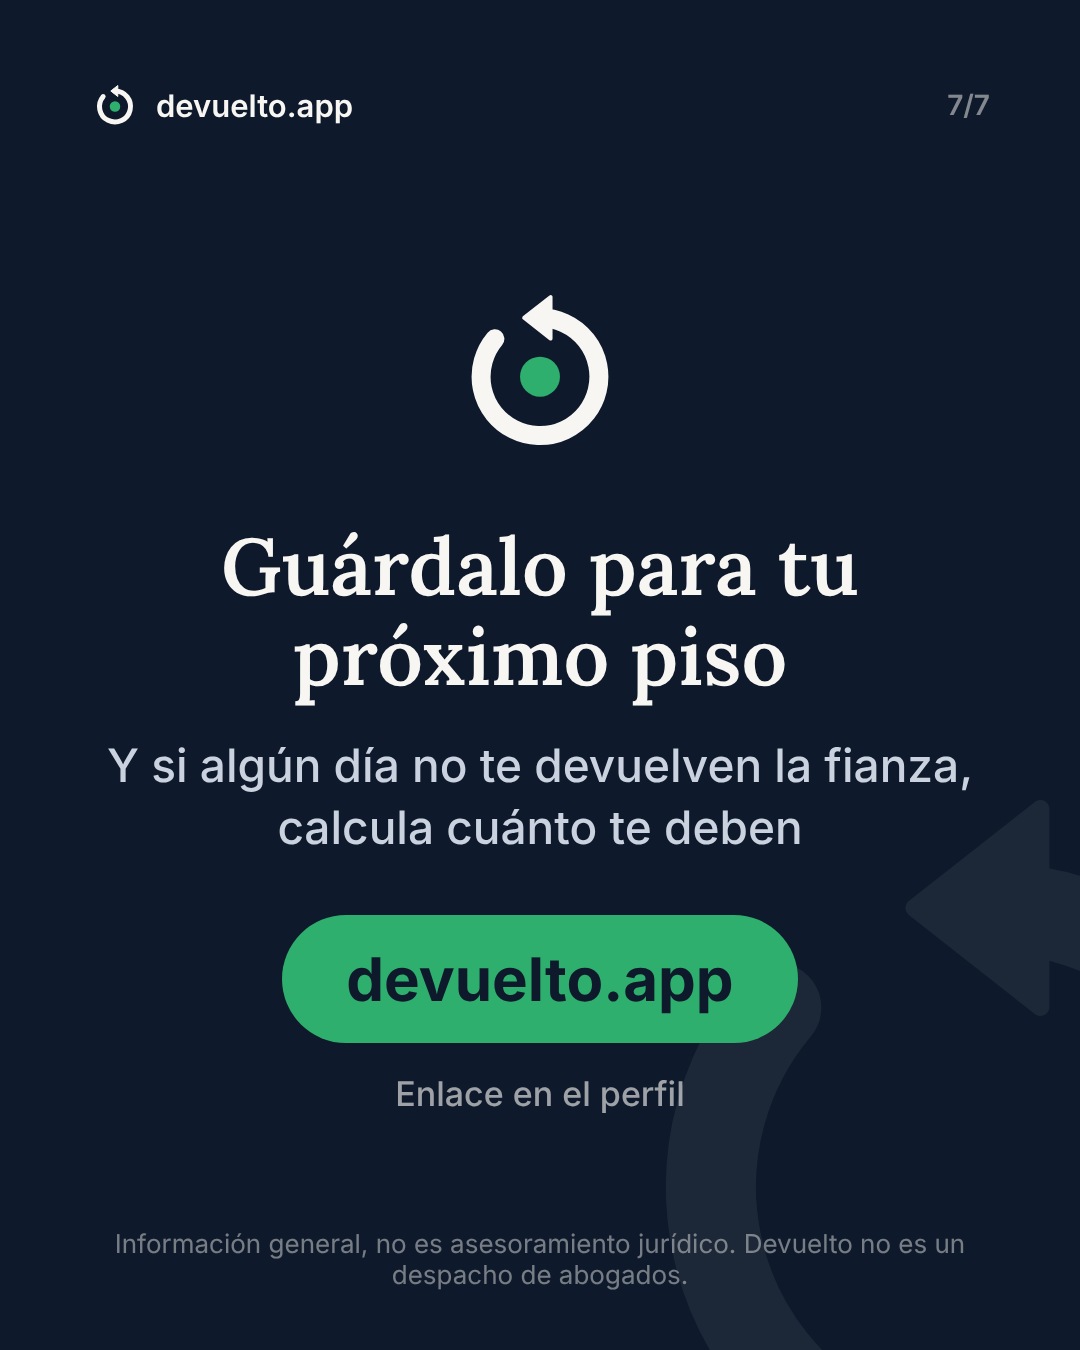 devuelto.app
7/7
Guárdalo para tu
próximo piso
Y si algún día no te devuelven la fianza,
calcula cuánto te deben
devuelto.app
Enlace en el perfil
Información general, no es asesoramiento jurídico. Devuelto no es un
despacho de abogados.